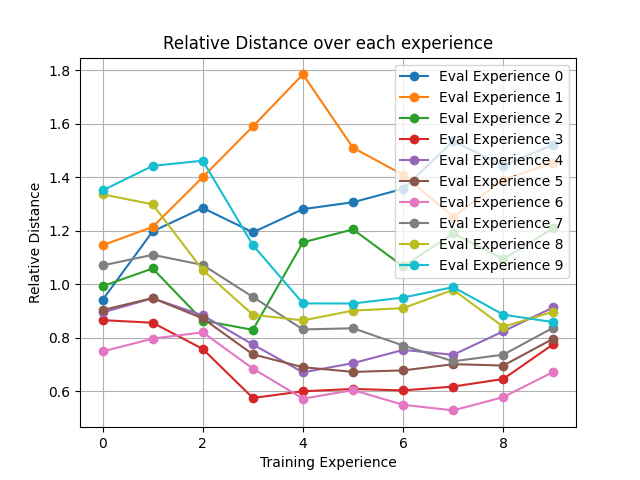 Relative Distance over each experience
1.8
1.6
1.4
1.2
1.0
0.8
0.6
Relative Distance
Eval Experience 0
Eval Experience 1
Eval Experience 2
Eval Experience 3
Eval Experience 4
Eval Experience 5
Eval Experience 6
Eval Experience 7
Eval Experience 8
Eval Experience 9
0 2 4 6 8
Training Experience